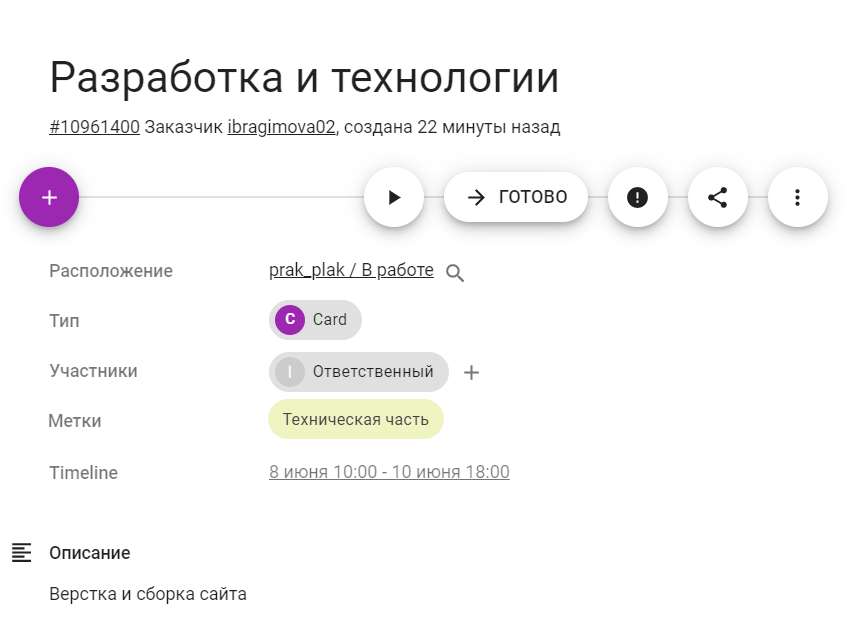 Разработка и технологии
#10961400 Заказчик ibragimova02, создана 22 минуты назад
ГОТОВО
Расположение prak_plak / В работе
Тип C Card
Участники I Ответственный
Метки Техническая часть
Timeline 8 июня 10:00 - 10 июня 18:00
Описание
Верстка и сборка сайта